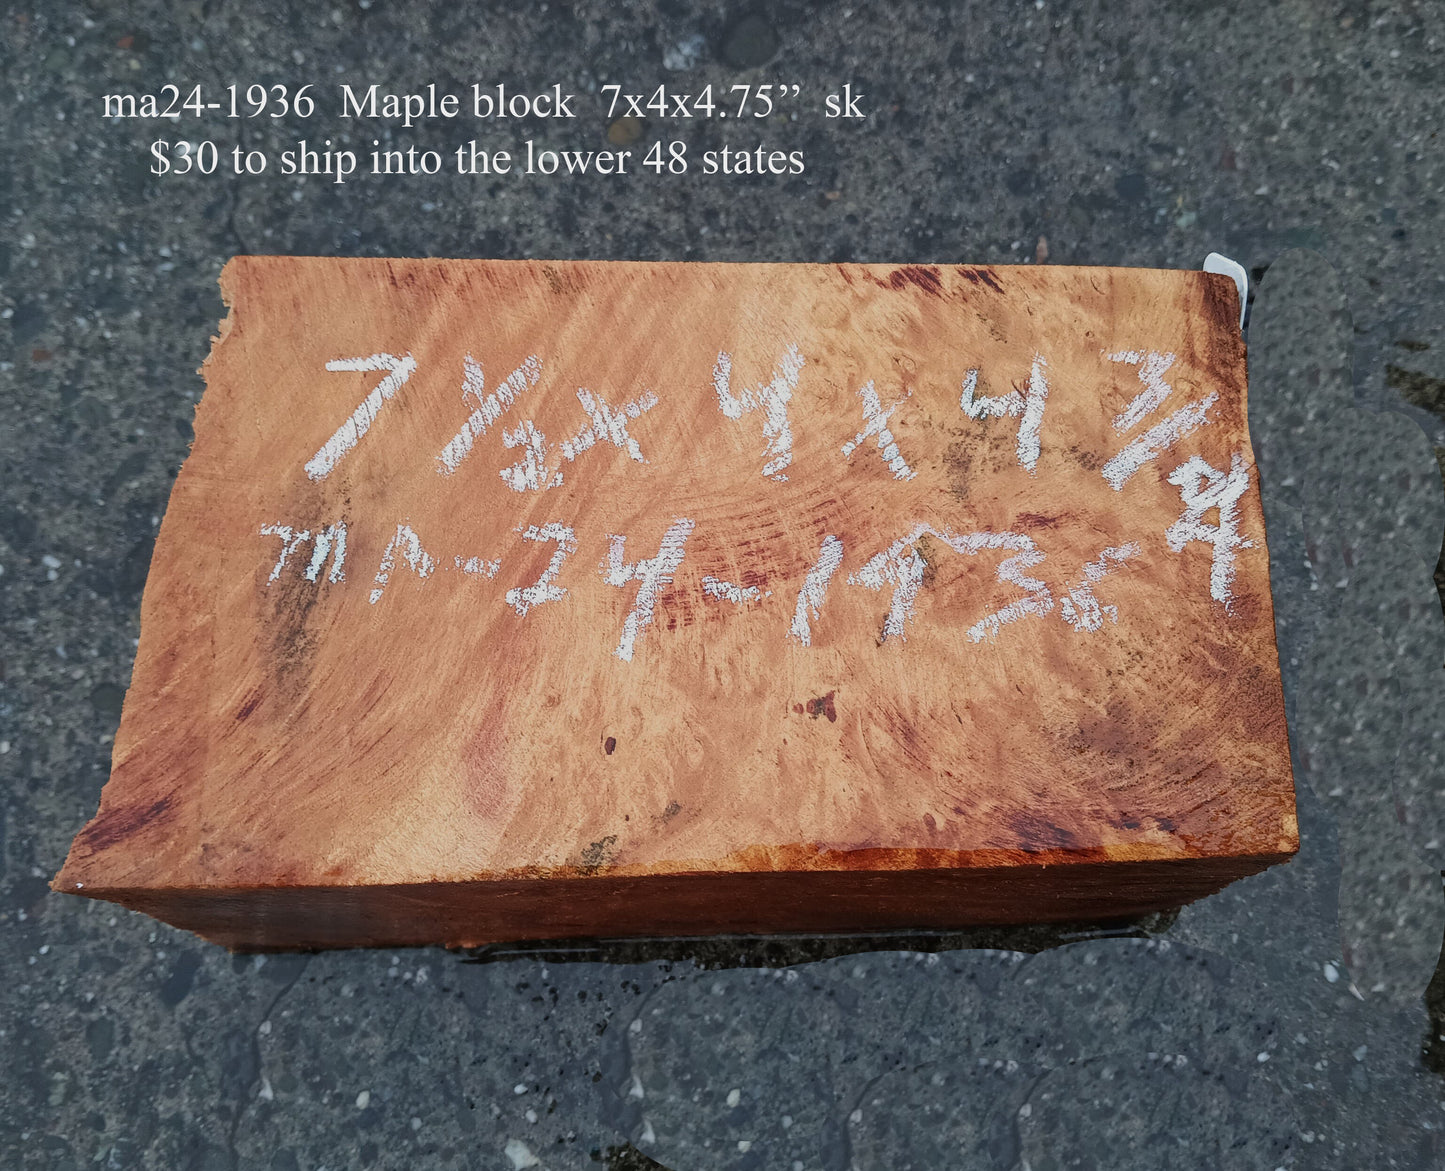 ma24-1936 Maple block 7x4x4.75” sk
$30 to ship into the lower 48 states
7 1/2 x 4 x 4 3/4
MA-24-1936